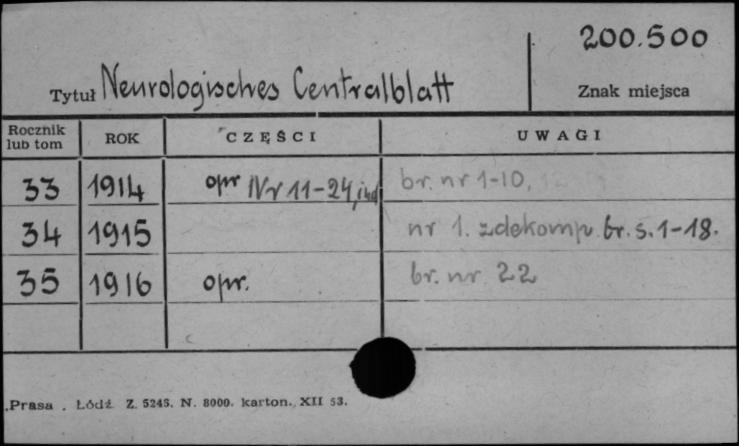 200.500
Tytuł Neurologisches Centralblatt
Znak miejsca
Rocznik lub tom ROK CZĘŚCI UWAGI
33 1914 opr Nr 11-24, ind br. nr 1-10,
34 1915 nr 1. zdekomp. br. s. 1-18.
35 1916 opr. br. nr 22
"Prasa" Łódź Z. 5245. N. 8000. karton. XII 53.